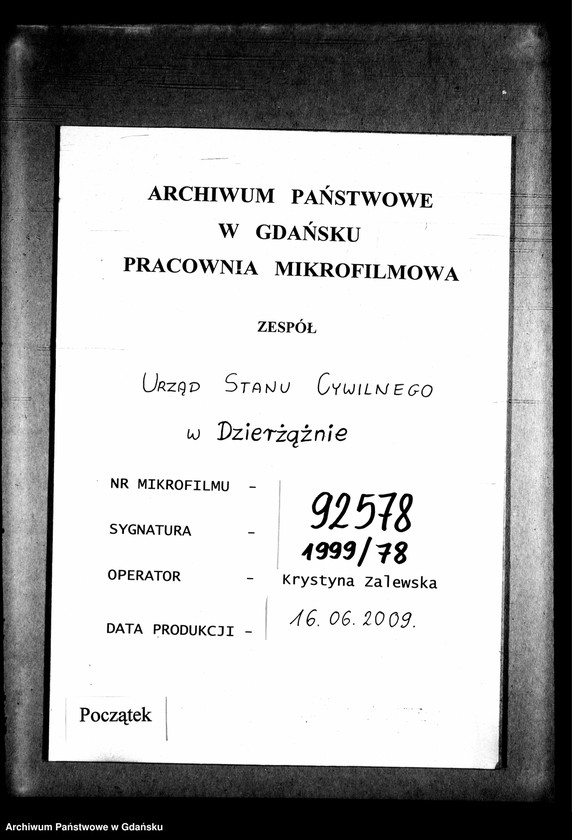 ARCHIWUM PAŃSTWOWE
W GDAŃSKU
PRACOWNIA MIKROFILMOWA
ZESPÓŁ
URZĄD STANU CYWILNEGO
w Dzierżążnie
NR MIKROFILMU – 92578
SYGNATURA – 1999/78
OPERATOR – Krystyna Zalewska
DATA PRODUKCJI – 16.06.2009.
Początek
Archiwum Państwowe w Gdańsku